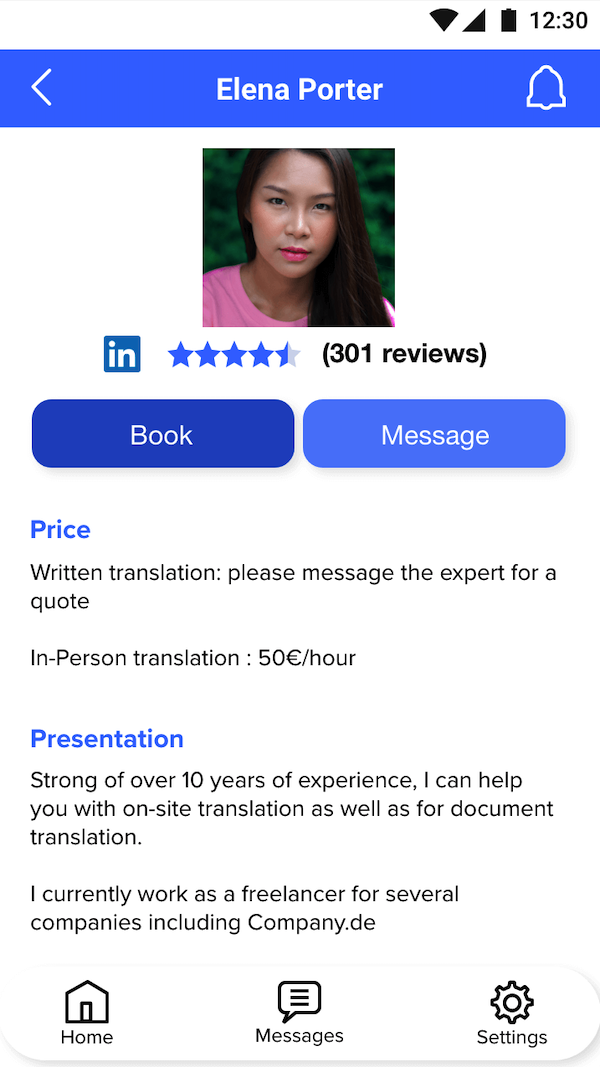 12:30
Elena Porter
in
(301 reviews)
Book
Message
Price
Written translation: please message the expert for a
quote
In-Person translation : 50€/hour
Presentation
Strong of over 10 years of experience, I can help
you with on-site translation as well as for document
translation.
I currently work as a freelancer for several
companies including Company.de
Home
Messages
Settings